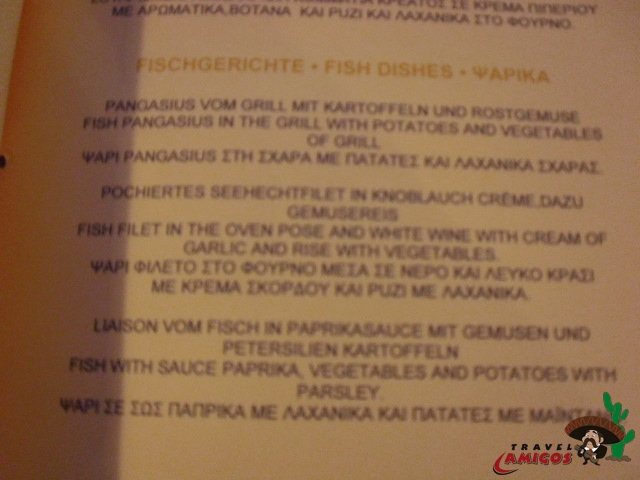 ΚΟΜΜΑΤΙΑ ΚΡΕΑΤΟΣ ΣΕ ΚΡΕΜΑ ΠΙΠΕΡΙΟΥ
ΜΕ ΑΡΩΜΑΤΙΚΑ,ΒΟΤΑΝΑ ΚΑΙ ΡΥΖΙ ΚΑΙ ΛΑΧΑΝΙΚΑ ΣΤΟ ΦΟΥΡΝΟ.
FISCHGERICHTE • FISH DISHES • ΨΑΡΙΚΑ
PANGASIUS VOM GRILL MIT KARTOFFELN UND ROSTGEMUSE
FISH PANGASIUS IN THE GRILL WITH POTATOES AND VEGETABLES
OF GRILL
ΨΑΡΙ PANGASIUS ΣΤΗ ΣΧΑΡΑ ΜΕ ΠΑΤΑΤΕΣ ΚΑΙ ΛΑΧΑΝΙΚΑ ΣΧΑΡΑΣ.
POCHIERTES SEEHECHTFILET IN KNOBLAUCH CRÈME,DAZU
GEMUSEREIS
FISH FILET IN THE OVEN POSE AND WHITE WINE WITH CREAM OF
GARLIC AND RISE WITH VEGETABLES.
ΨΑΡΙ ΦΙΛΕΤΟ ΣΤΟ ΦΟΥΡΝΟ ΜΕΣΑ ΣΕ ΝΕΡΟ ΚΑΙ ΛΕΥΚΟ ΚΡΑΣΙ
ΜΕ ΚΡΕΜΑ ΣΚΟΡΔΟΥ ΚΑΙ ΡΥΖΙ ΜΕ ΛΑΧΑΝΙΚΑ.
LIAISON VOM FISCH IN PAPRIKASAUCE MIT GEMUSEN UND
PETERSILIEN KARTOFFELN
FISH WITH SAUCE PAPRIKA, VEGETABLES AND POTATOES WITH
PARSLEY.
ΨΑΡΙ ΣΕ ΣΩΣ ΠΑΠΡΙΚΑ ΜΕ ΛΑΧΑΝΙΚΑ ΚΑΙ ΠΑΤΑΤΕΣ ΜΕ
TRAVEL
AMIGOS